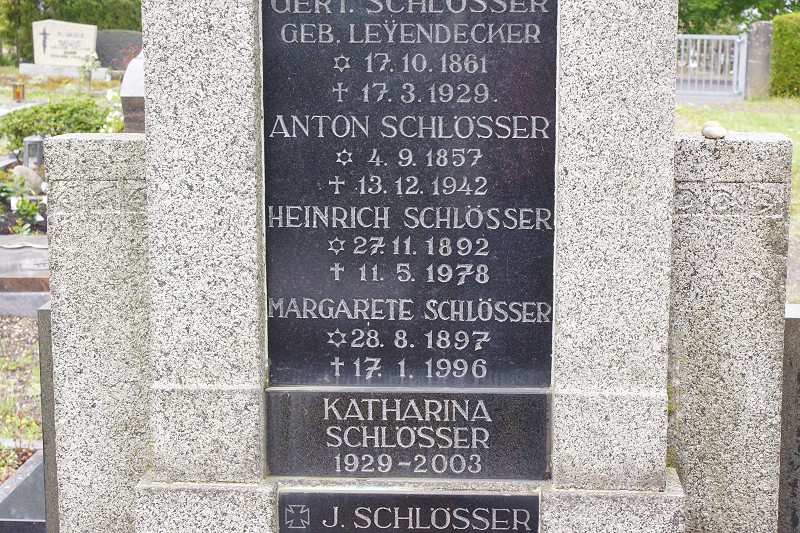 GERT. SCHLÖSSER
GEB. LEŸENDECKER
✡ 17. 10. 1861
† 17. 3. 1929.
ANTON SCHLÖSSER
✡ 4. 9. 1857
† 13. 12. 1942
HEINRICH SCHLÖSSER
✡ 27. 11. 1892
† 11. 5. 1978
MARGARETE SCHLÖSSER
✡ 28. 8. 1897
† 17. 1. 1996
KATHARINA
SCHLÖSSER
1929-2003
J. SCHLÖSSER